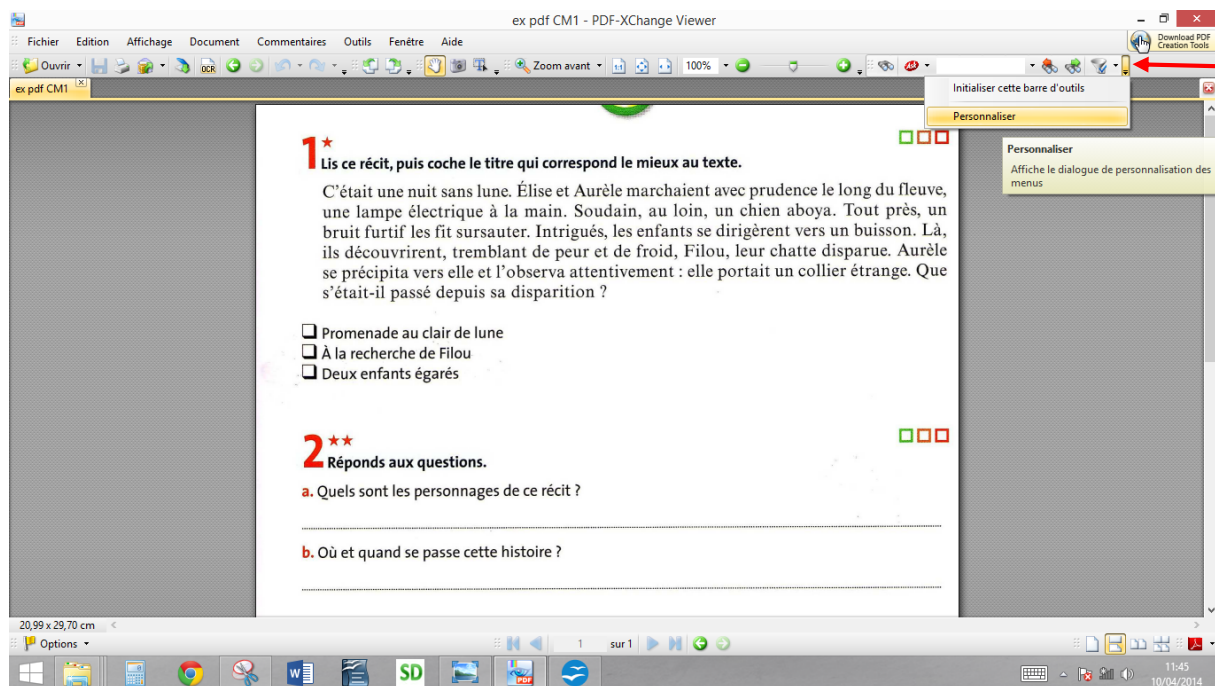 ex pdf CM1 - PDF-XChange Viewer
Fichier Edition Affichage Document Commentaires Outils Fenêtre Aide
Download PDF
Creation Tools
Ouvrir OCR Zoom avant 1:1 100%
ex pdf CM1
Initialiser cette barre d'outils
Personnaliser
Personnaliser
Affiche le dialogue de personnalisation des
menus
1
Lis ce récit, puis coche le titre qui correspond le mieux au texte.
C'était une nuit sans lune. Élise et Aurèle marchaient avec prudence le long du fleuve,
une lampe électrique à la main. Soudain, au loin, un chien aboya. Tout près, un
bruit furtif les fit sursauter. Intrigués, les enfants se dirigèrent vers un buisson. Là,
ils découvrirent, tremblant de peur et de froid, Filou, leur chatte disparue. Aurèle
se précipita vers elle et l'observa attentivement : elle portait un collier étrange. Que
s'était-il passé depuis sa disparition ?
Promenade au clair de lune
À la recherche de Filou
Deux enfants égarés
2
Réponds aux questions.
a. Quels sont les personnages de ce récit ?
b. Où et quand se passe cette histoire ?
20,99 x 29,70 cm
Options 1 sur 1
W SD PDF
11:45
10/04/2014